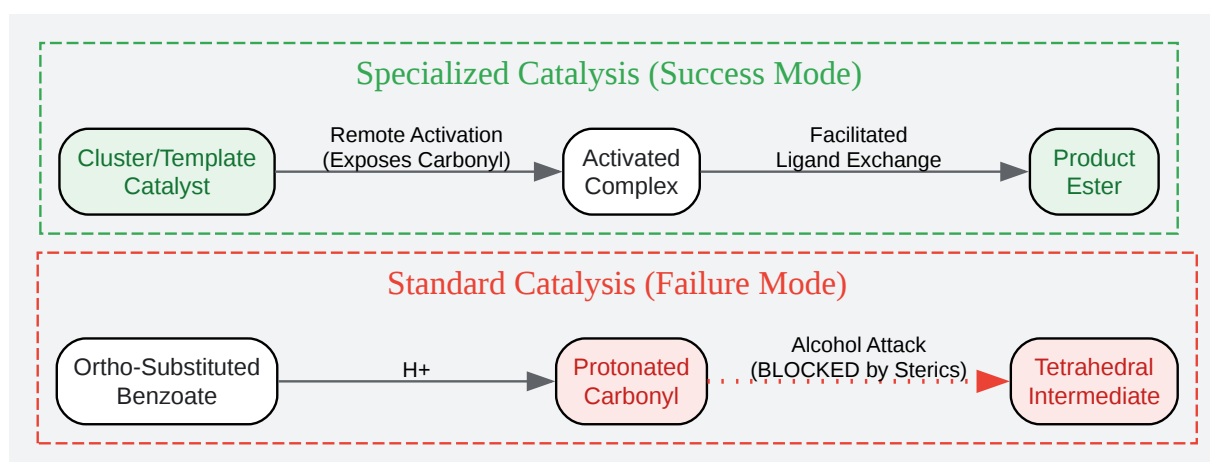 Specialized Catalysis (Success Mode)
Cluster/Template
Catalyst
Remote Activation
(Exposes Carbonyl)
Activated
Complex
Facilitated
Ligand Exchange
Product
Ester
Standard Catalysis (Failure Mode)
Ortho-Substituted
Benzoate
H+
Protonated
Carbonyl
Alcohol Attack
(BLOCKED by Sterics)
Tetrahedral
Intermediate